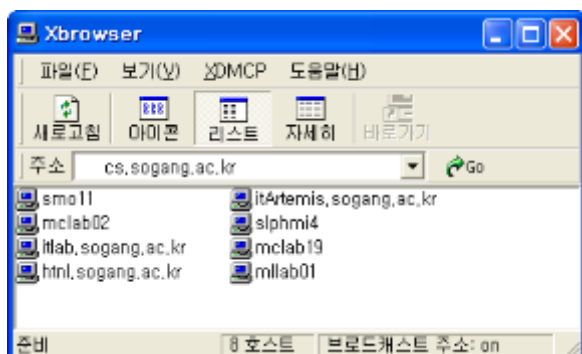 Xbrowser
파일(F) 보기(V) XDMCP 도움말(H)
새로고침 아이콘 리스트 자세히 바로가기
주소 cs.sogang.ac.kr Go
smo11 itArtemis.sogang.ac.kr
mclab02 slphmi4
itlab.sogang.ac.kr mclab19
htnl.sogang.ac.kr mllab01
준비 8 호스트 브로드캐스트 주소: on